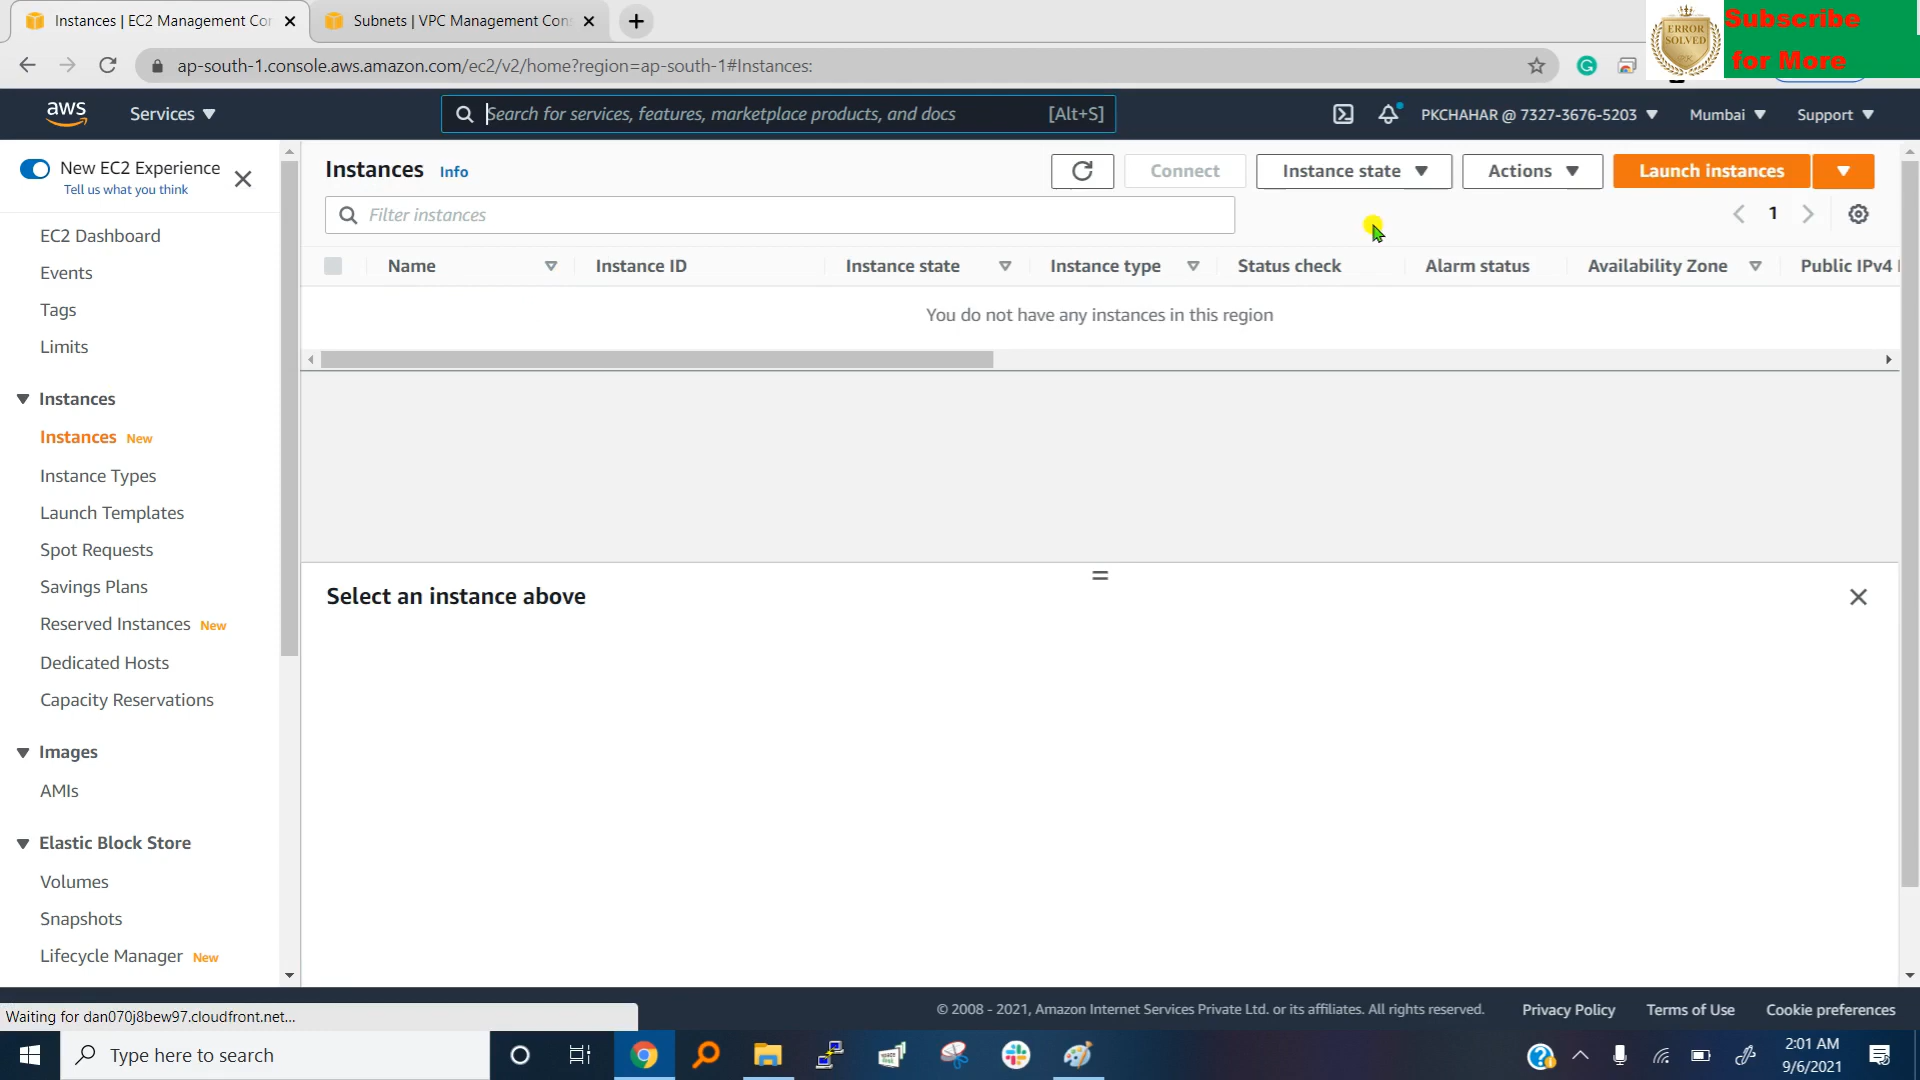 Instances | EC2 Management Con
Subnets | VPC Management Cons
ERROR SOLVED
Subscribe
for More
ap-south-1.console.aws.amazon.com/ec2/v2/home?region=ap-south-1#Instances:
aws
Services
Search for services, features, marketplace products, and docs
[Alt+S]
PKCHAHAR @ 7327-3676-5203
Mumbai
Support
New EC2 Experience
Tell us what you think
EC2 Dashboard
Events
Tags
Limits
Instances
Instances New
Instance Types
Launch Templates
Spot Requests
Savings Plans
Reserved Instances New
Dedicated Hosts
Capacity Reservations
Images
AMIs
Elastic Block Store
Volumes
Snapshots
Lifecycle Manager New
Instances Info
Connect
Instance state
Actions
Launch instances
Filter instances
1
Name
Instance ID
Instance state
Instance type
Status check
Alarm status
Availability Zone
Public IPv4
You do not have any instances in this region
Select an instance above
Waiting for dan070j8bew97.cloudfront.net...
© 2008 - 2021, Amazon Internet Services Private Ltd. or its affiliates. All rights reserved.
Privacy Policy
Terms of Use
Cookie preferences
Type here to search
2:01 AM
9/6/2021